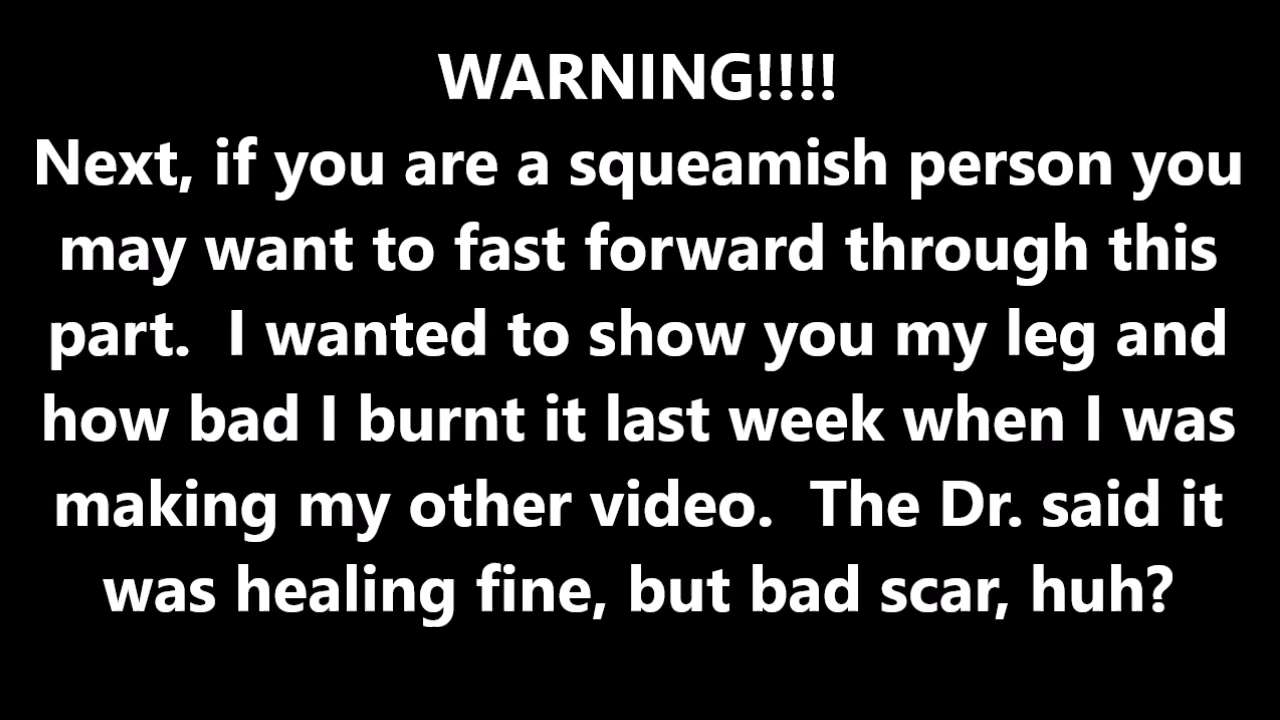 WARNING!!!!
Next, if you are a squeamish person you
may want to fast forward through this
part.  I wanted to show you my leg and
how bad I burnt it last week when I was
making my other video.  The Dr. said it
was healing fine, but bad scar, huh?